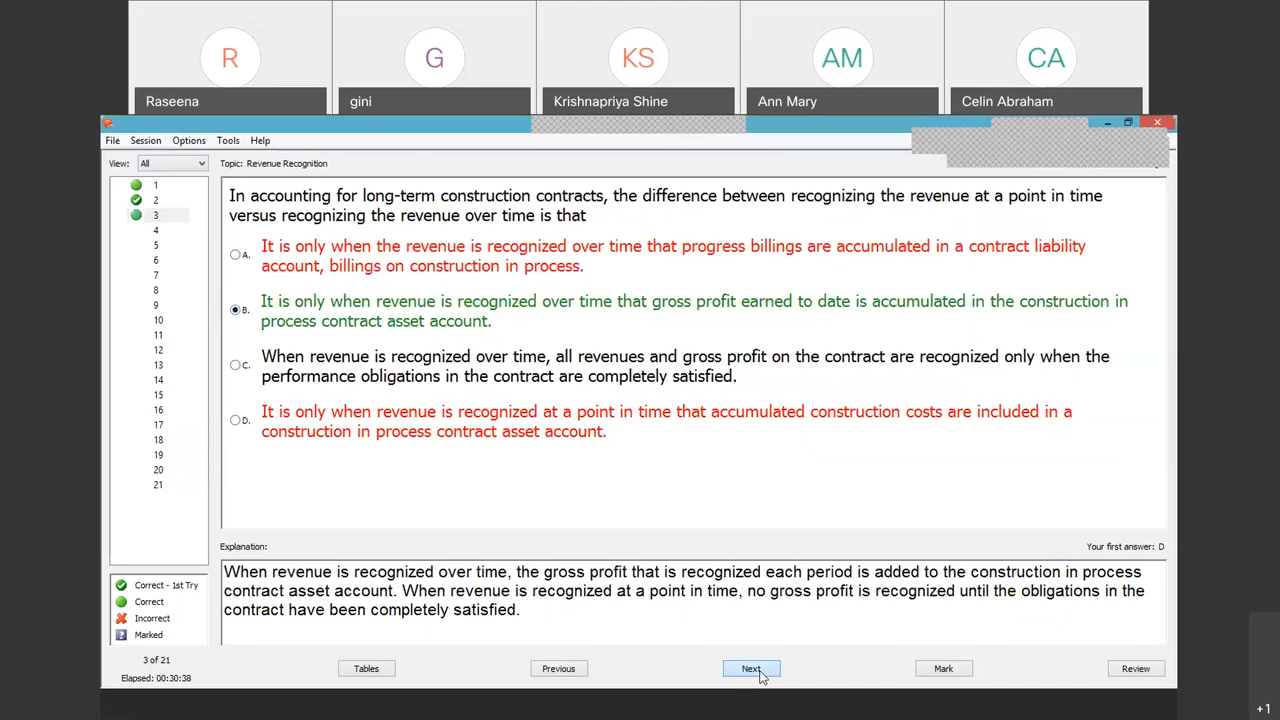 R
G
KS
AM
CA
Raseena
gini
Krishnapriya Shine
Ann Mary
Celin Abraham
File Session Options Tools Help
View: All
Topic: Revenue Recognition
1
2
3
4
5
6
7
8
9
10
11
12
13
14
15
16
17
18
19
20
21
In accounting for long-term construction contracts, the difference between recognizing the revenue at a point in time
versus recognizing the revenue over time is that
A. It is only when the revenue is recognized over time that progress billings are accumulated in a contract liability
account, billings on construction in process.
B. It is only when revenue is recognized over time that gross profit earned to date is accumulated in the construction in
process contract asset account.
C. When revenue is recognized over time, all revenues and gross profit on the contract are recognized only when the
performance obligations in the contract are completely satisfied.
D. It is only when revenue is recognized at a point in time that accumulated construction costs are included in a
construction in process contract asset account.
Explanation: Your first answer: D
When revenue is recognized over time, the gross profit that is recognized each period is added to the construction in process
contract asset account. When revenue is recognized at a point in time, no gross profit is recognized until the obligations in the
contract have been completely satisfied.
Correct - 1st Try
Correct
Incorrect
Marked
3 of 21
Elapsed: 00:30:38
Tables Previous Next Mark Review
+1